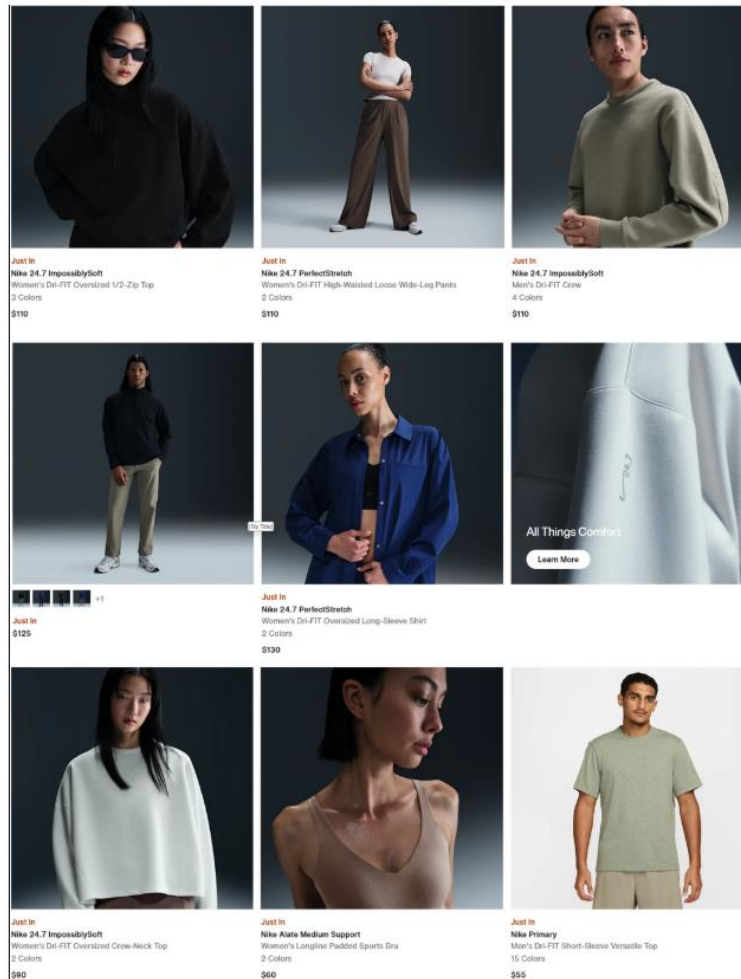 Just In
Nike 24.7 ImpossiblySoft
Women's Dri-FIT Oversized 1/2-Zip Top
3 Colors
$110
Just In
Nike 24.7 PerfectStretch
Women's Dri-FIT High-Waisted Loose Wide-Leg Pants
2 Colors
$110
Just In
Nike 24.7 ImpossiblySoft
Men's Dri-FIT Crew
4 Colors
$110
+1
Just In
$125
(No Title)
Just In
Nike 24.7 PerfectStretch
Women's Dri-FIT Oversized Long-Sleeve Shirt
2 Colors
$130
24.7
All Things Comfort
Learn More
Just In
Nike 24.7 ImpossiblySoft
Women's Dri-FIT Oversized Crew-Neck Top
2 Colors
$90
Just In
Nike Alate Medium Support
Women's Longline Padded Sports Bra
2 Colors
$60
Just In
Nike Primary
Men's Dri-FIT Short-Sleeve Versatile Top
15 Colors
$55